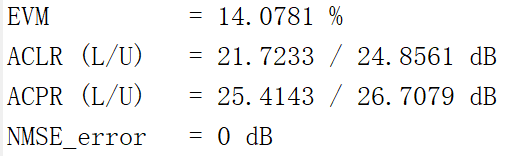 EVM = 14.0781 %
ACLR (L/U) = 21.7233 / 24.8561 dB
ACPR (L/U) = 25.4143 / 26.7079 dB
NMSE_error = 0 dB